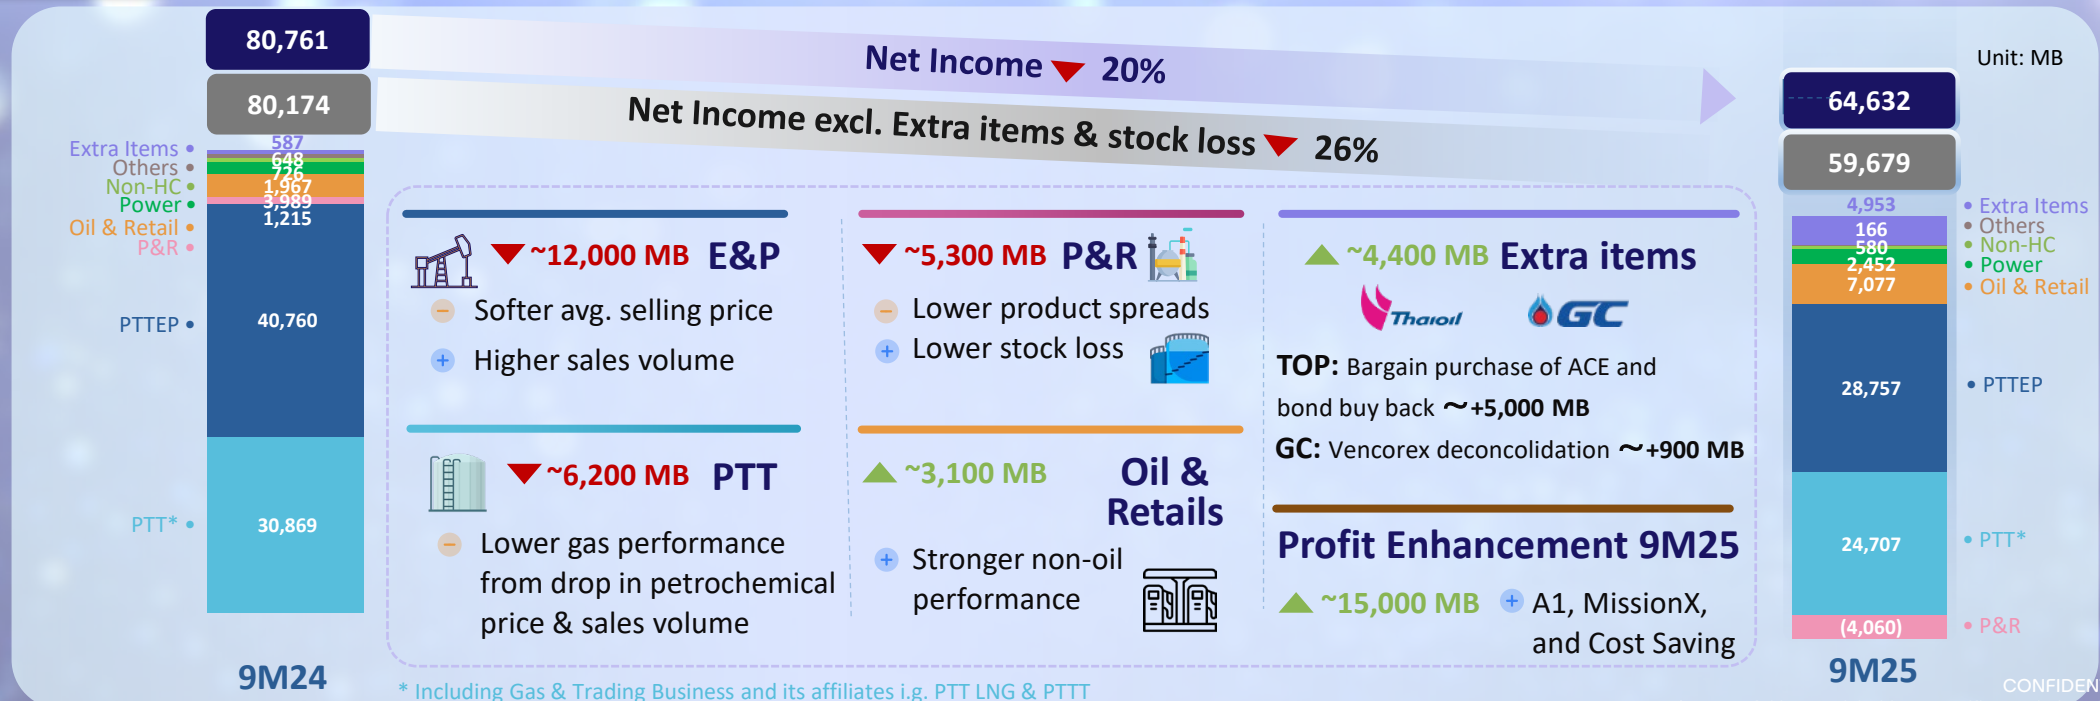 80,761
80,174
Net Income 20%
Net Income excl. Extra items & stock loss 26%
Unit: MB
64,632
59,679
Extra Items •
Others •
Non-HC •
Power •
Oil & Retail •
P&R •
PTTEP •
PTT* •
587
648
726
1,967
3,989
1,215
40,760
30,869
9M24
~12,000 MB E&P
Softer avg. selling price
Higher sales volume
~5,300 MB P&R
Lower product spreads
Lower stock loss
~4,400 MB Extra items
Thaioil
GC
TOP: Bargain purchase of ACE and
bond buy back ~+5,000 MB
GC: Vencorex deconcolidation ~+900 MB
~6,200 MB PTT
Lower gas performance
from drop in petrochemical
price & sales volume
~3,100 MB Oil &
Retails
Stronger non-oil
performance
Profit Enhancement 9M25
~15,000 MB A1, MissionX,
and Cost Saving
4,953
166
580
2,452
7,077
28,757
24,707
(4,060)
• Extra Items
• Others
• Non-HC
• Power
• Oil & Retail
• PTTEP
• PTT*
• P&R
9M25
* Including Gas & Trading Business and its affiliates i.g. PTT LNG & PTTT
CONFIDEN